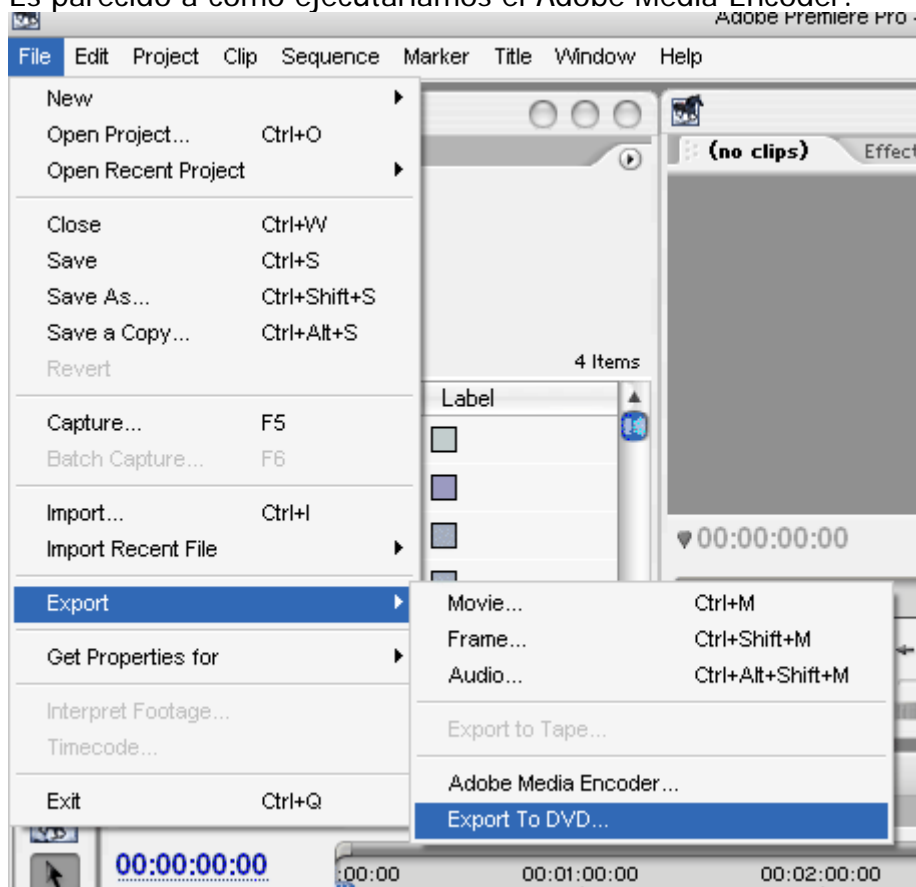 Es parecido a como ejecutaríamos el Adobe Media Encoder:
Adobe Premiere Pro
File Edit Project Clip Sequence Marker Title Window Help
New
Open Project... Ctrl+O
Open Recent Project
Close Ctrl+W
Save Ctrl+S
Save As... Ctrl+Shift+S
Save a Copy... Ctrl+Alt+S
Revert
Capture... F5
Batch Capture... F6
Import... Ctrl+I
Import Recent File
Export
Get Properties for
Interpret Footage...
Timecode...
Exit Ctrl+Q
(no clips) Effect
4 Items
Label
00:00:00:00
Movie... Ctrl+M
Frame... Ctrl+Shift+M
Audio... Ctrl+Alt+Shift+M
Export to Tape...
Adobe Media Encoder...
Export To DVD...
00:00:00:00
:00:00 00:01:00:00 00:02:00:00